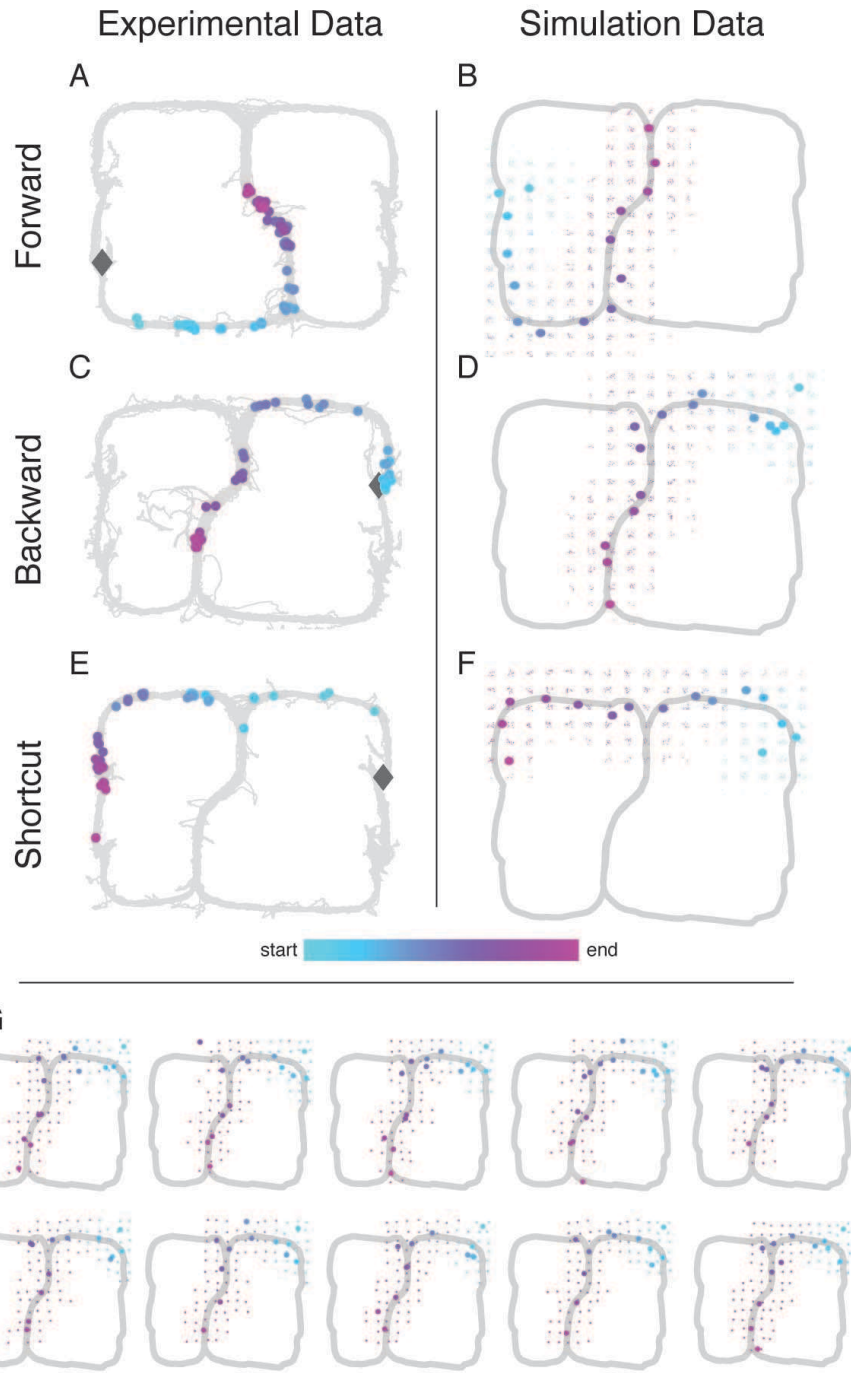 Experimental Data
Simulation Data
A
B
Forward
C
D
Backward
E
F
Shortcut
start
end
G